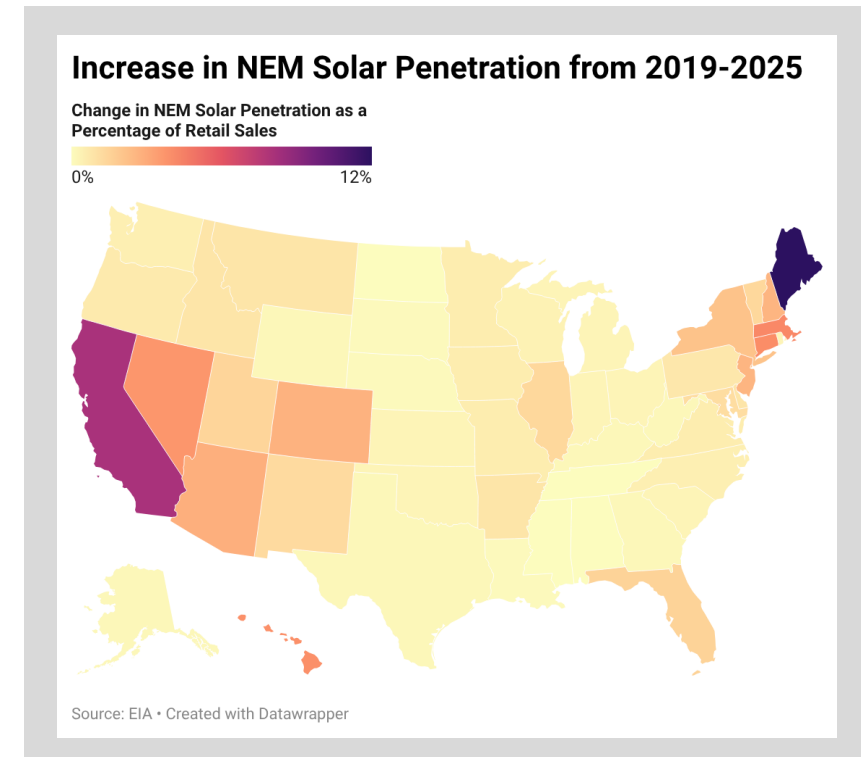 Increase in NEM Solar Penetration from 2019-2025
Change in NEM Solar Penetration as a
Percentage of Retail Sales
0% 12%
Source: EIA • Created with Datawrapper